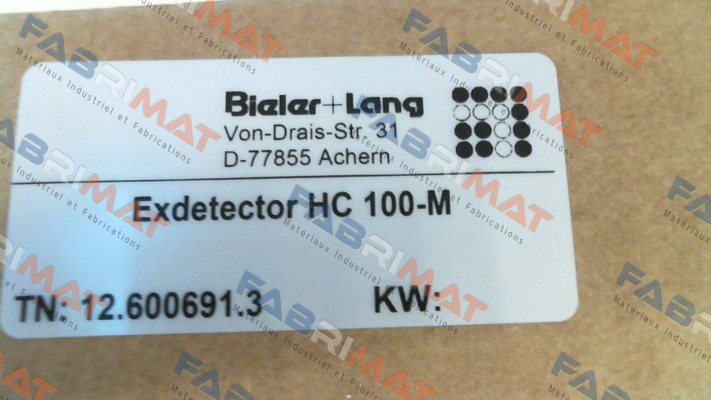 Bieler+Lang
Von-Drais-Str. 31
D-77855 Achern
Exdetector HC 100-M
TN: 12.600691.3 KW:
FABRIMAT
Materiaux Industriel et Fabrications